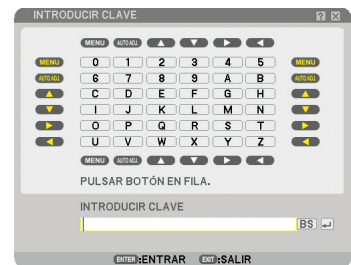 INTRODUCIR CLAVE
MENU AUTO ADJ.
MENU 0 1 2 3 4 5 MENU
AUTO ADJ. 6 7 8 9 A B AUTO ADJ.
C D E F G H
I J K L M N
O P Q R S T
U V W X Y Z
MENU AUTO ADJ.
PULSAR BOTÓN EN FILA.
INTRODUCIR CLAVE
BS
ENTER :ENTRAR EXIT :SALIR